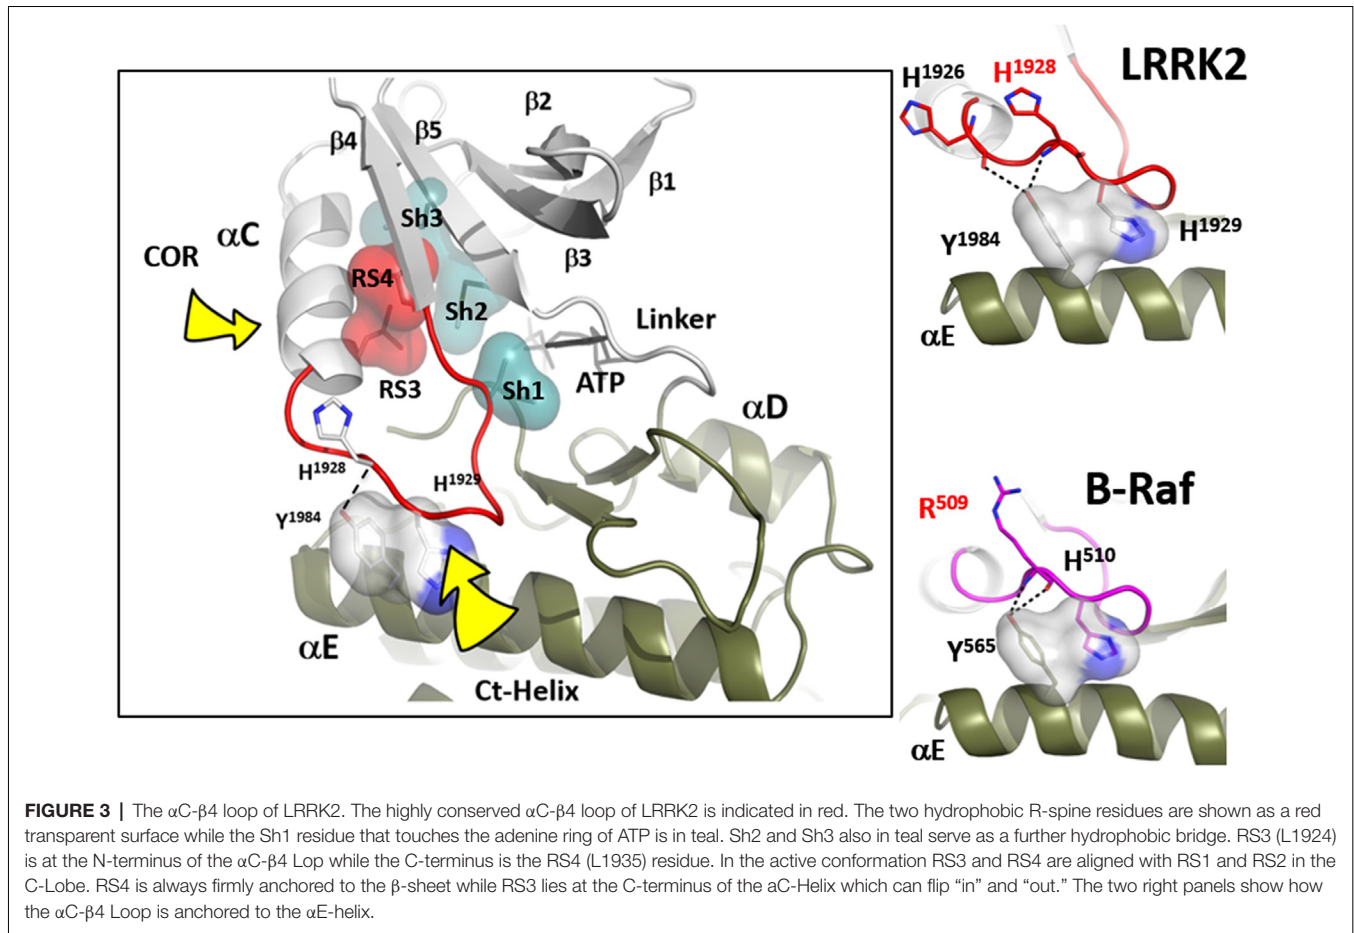 β4
β5
β2
β1
β3
Sh3
αC
COR
RS4
Sh2
Linker
RS3
Sh1
ATP
αD
H1928
H1929
Y1984
αE
Ct-Helix
LRRK2
H1926
H1928
Y1984
H1929
αE
B-Raf
R509
H510
Y565
αE
FIGURE 3 | The αC-β4 loop of LRRK2. The highly conserved αC-β4 loop of LRRK2 is indicated in red. The two hydrophobic R-spine residues are shown as a red
transparent surface while the Sh1 residue that touches the adenine ring of ATP is in teal. Sh2 and Sh3 also in teal serve as a further hydrophobic bridge. RS3 (L1924)
is at the N-terminus of the αC-β4 Lop while the C-terminus is the RS4 (L1935) residue. In the active conformation RS3 and RS4 are aligned with RS1 and RS2 in the
C-Lobe. RS4 is always firmly anchored to the β-sheet while RS3 lies at the C-terminus of the aC-Helix which can flip “in” and “out.” The two right panels show how
the αC-β4 Loop is anchored to the αE-helix.